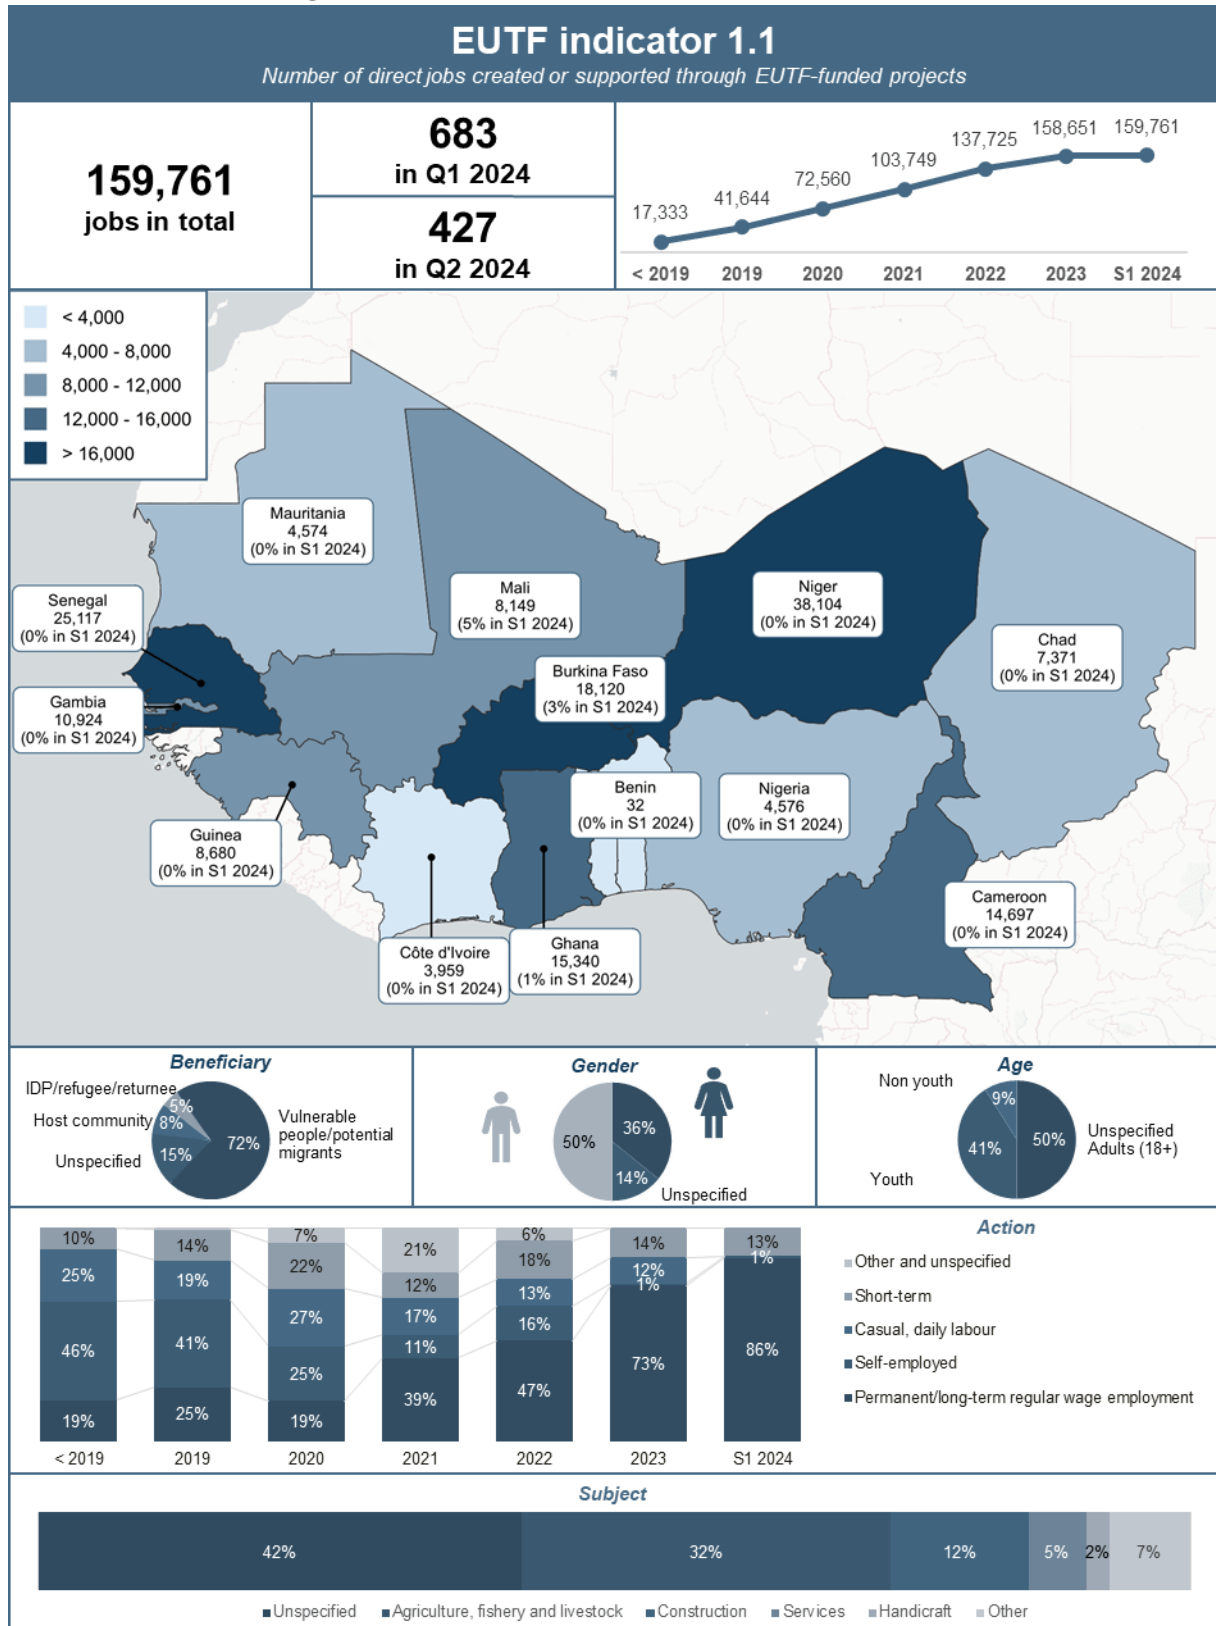 EUTF indicator 1.1
Number of direct jobs created or supported through EUTF-funded projects
159,761
jobs in total
683
in Q1 2024
427
in Q2 2024
17,333
41,644
72,560
103,749
137,725
158,651
159,761
< 2019
2019
2020
2021
2022
2023
S1 2024
< 4,000
4,000 - 8,000
8,000 - 12,000
12,000 - 16,000
> 16,000
Mauritania
4,574
(0% in S1 2024)
Mali
8,149
(5% in S1 2024)
Niger
38,104
(0% in S1 2024)
Senegal
25,117
(0% in S1 2024)
Chad
7,371
(0% in S1 2024)
Burkina Faso
18,120
(3% in S1 2024)
Gambia
10,924
(0% in S1 2024)
Benin
32
(0% in S1 2024)
Nigeria
4,576
(0% in S1 2024)
Guinea
8,680
(0% in S1 2024)
Cameroon
14,697
(0% in S1 2024)
Côte d'Ivoire
3,959
(0% in S1 2024)
Ghana
15,340
(1% in S1 2024)
Beneficiary
IDP/refugee/returnee
5%
Host community
8%
Unspecified
15%
72%
Vulnerable
people/potential
migrants
Gender
50%
36%
14%
Unspecified
Age
Non youth
9%
41%
50%
Unspecified
Adults (18+)
Youth
10%
25%
46%
19%
< 2019
14%
19%
41%
25%
2019
7%
22%
27%
25%
19%
2020
21%
12%
17%
11%
39%
2021
6%
18%
13%
16%
47%
2022
14%
12%
1%
73%
2023
13%
1%
86%
S1 2024
Action
Other and unspecified
Short-term
Casual, daily labour
Self-employed
Permanent/long-term regular wage employment
Subject
42%
32%
12%
5%
2%
7%
Unspecified
Agriculture, fishery and livestock
Construction
Services
Handicraft
Other